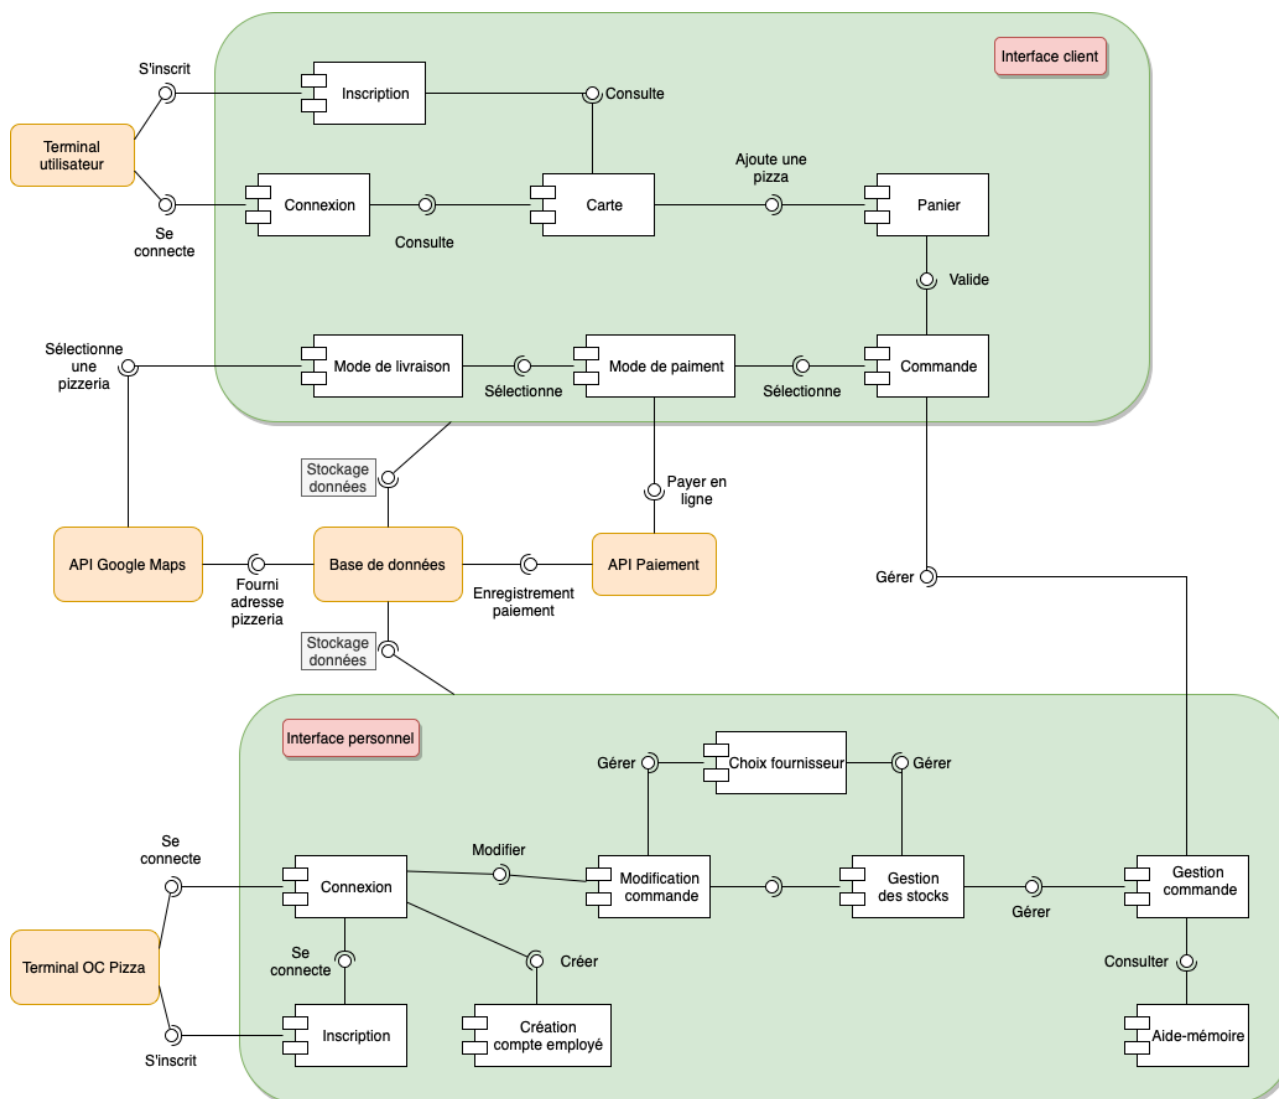 Interface client
S'inscrit
Inscription
Consulte
Terminal
utilisateur
Ajoute une
pizza
Connexion
Carte
Panier
Se
connecte
Consulte
Valide
Sélectionne
une
pizzeria
Mode de livraison
Mode de paiment
Commande
Sélectionne
Sélectionne
Stockage
données
Payer en
ligne
API Google Maps
Base de données
API Paiement
Gérer
Fourni
adresse
pizzeria
Enregistrement
paiement
Stockage
données
Interface personnel
Gérer
Choix fournisseur
Gérer
Se
connecte
Modifier
Connexion
Modification
commande
Gestion
des stocks
Gestion
commande
Gérer
Se
connecte
Créer
Consulter
Terminal OC Pizza
Inscription
Création
compte employé
Aide-mémoire
S'inscrit